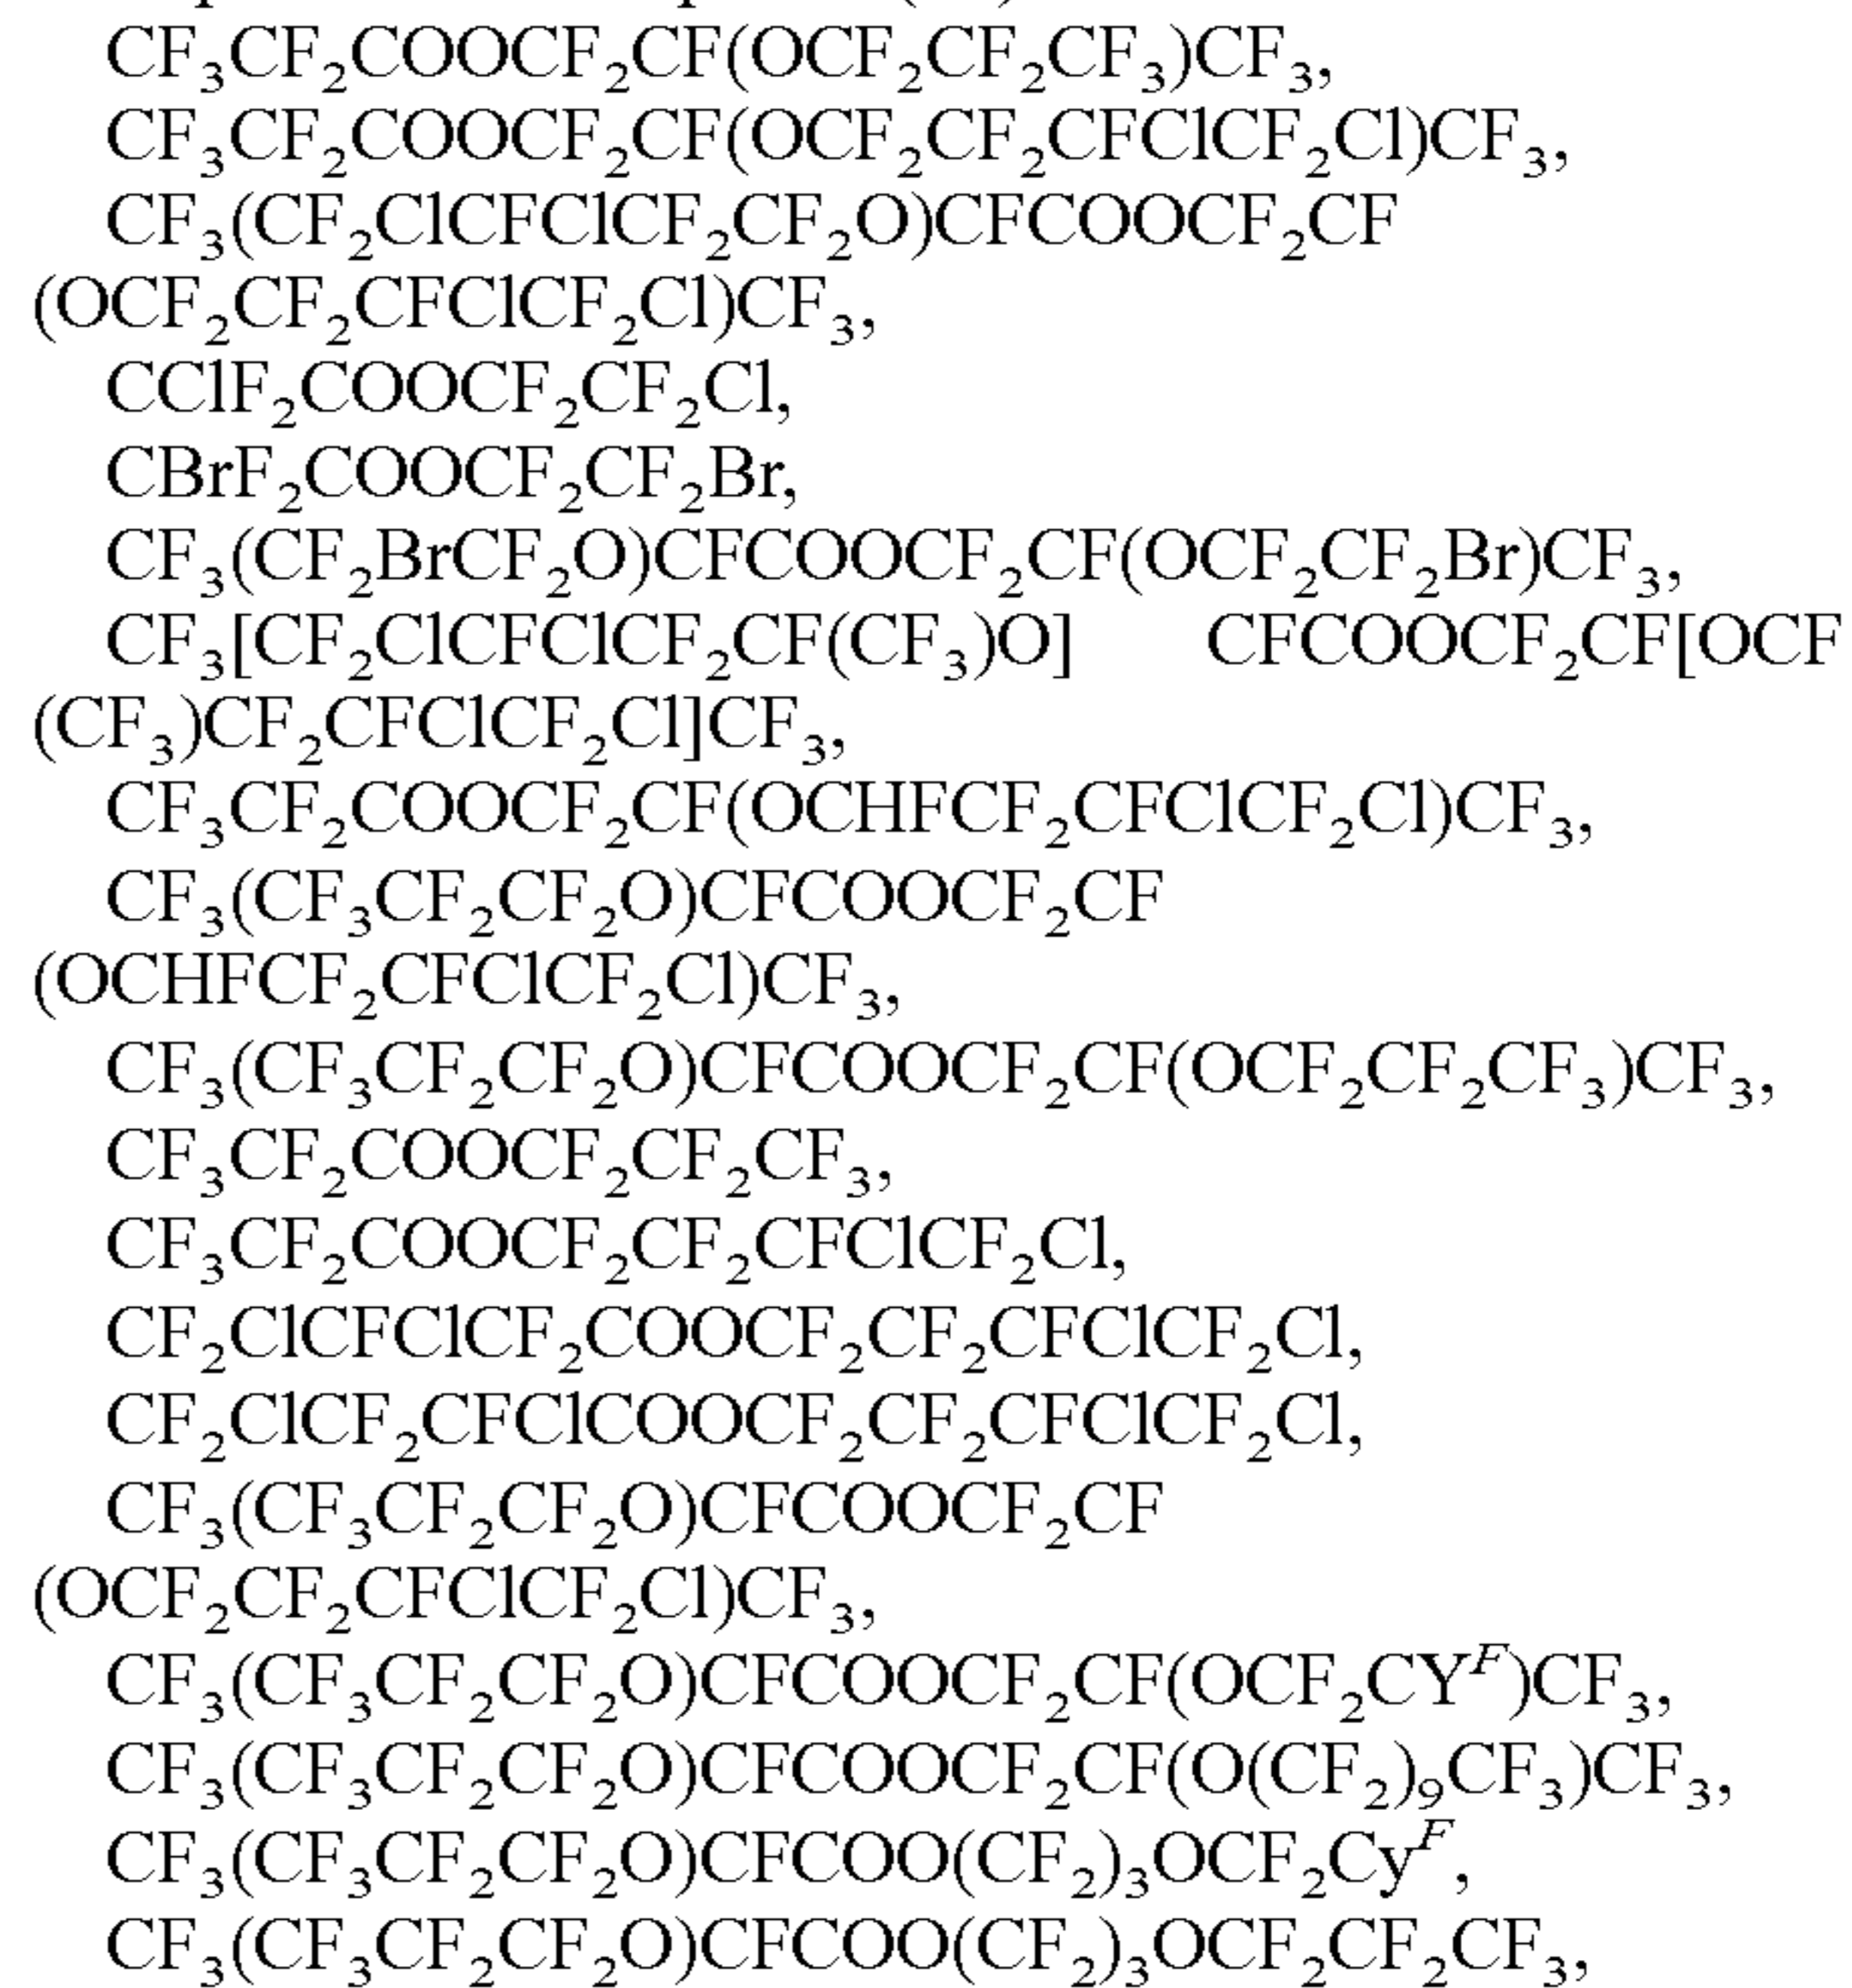 CF₃CF₂COOCF₂CF(OCF₂CF₂CF₃)CF₃,
CF₃CF₂COOCF₂CF(OCF₂CF₂CFClCF₂Cl)CF₃,
CF₃(CF₂ClCFClCF₂CF₂O)CFCOOCF₂CF
(OCF₂CF₂CFClCF₂Cl)CF₃,
CClF₂COOCF₂CF₂Cl,
CBrF₂COOCF₂CF₂Br,
CF₃(CF₂BrCF₂O)CFCOOCF₂CF(OCF₂CF₂Br)CF₃,
CF₃[CF₂ClCFClCF₂CF(CF₃)O] CFCOOCF₂CF[OCF
(CF₃)CF₂CFClCF₂Cl]CF₃,
CF₃CF₂COOCF₂CF(OCHFCF₂CFClCF₂Cl)CF₃,
CF₃(CF₃CF₂CF₂O)CFCOOCF₂CF
(OCHFCF₂CFClCF₂Cl)CF₃,
CF₃(CF₃CF₂CF₂O)CFCOOCF₂CF(OCF₂CF₂CF₃)CF₃,
CF₃CF₂COOCF₂CF₂CF₃,
CF₃CF₂COOCF₂CF₂CFClCF₂Cl,
CF₂ClCFClCF₂COOCF₂CF₂CFClCF₂Cl,
CF₂ClCF₂CFClCOOCF₂CF₂CFClCF₂Cl,
CF₃(CF₃CF₂CF₂O)CFCOOCF₂CF
(OCF₂CF₂CFClCF₂Cl)CF₃,
CF₃(CF₃CF₂CF₂O)CFCOOCF₂CF(OCF₂CY^F)CF₃,
CF₃(CF₃CF₂CF₂O)CFCOOCF₂CF(O(CF₂)₉CF₃)CF₃,
CF₃(CF₃CF₂CF₂O)CFCOO(CF₂)₃OCF₂Cy^F,
CF₃(CF₃CF₂CF₂O)CFCOO(CF₂)₃OCF₂CF₂CF₃,